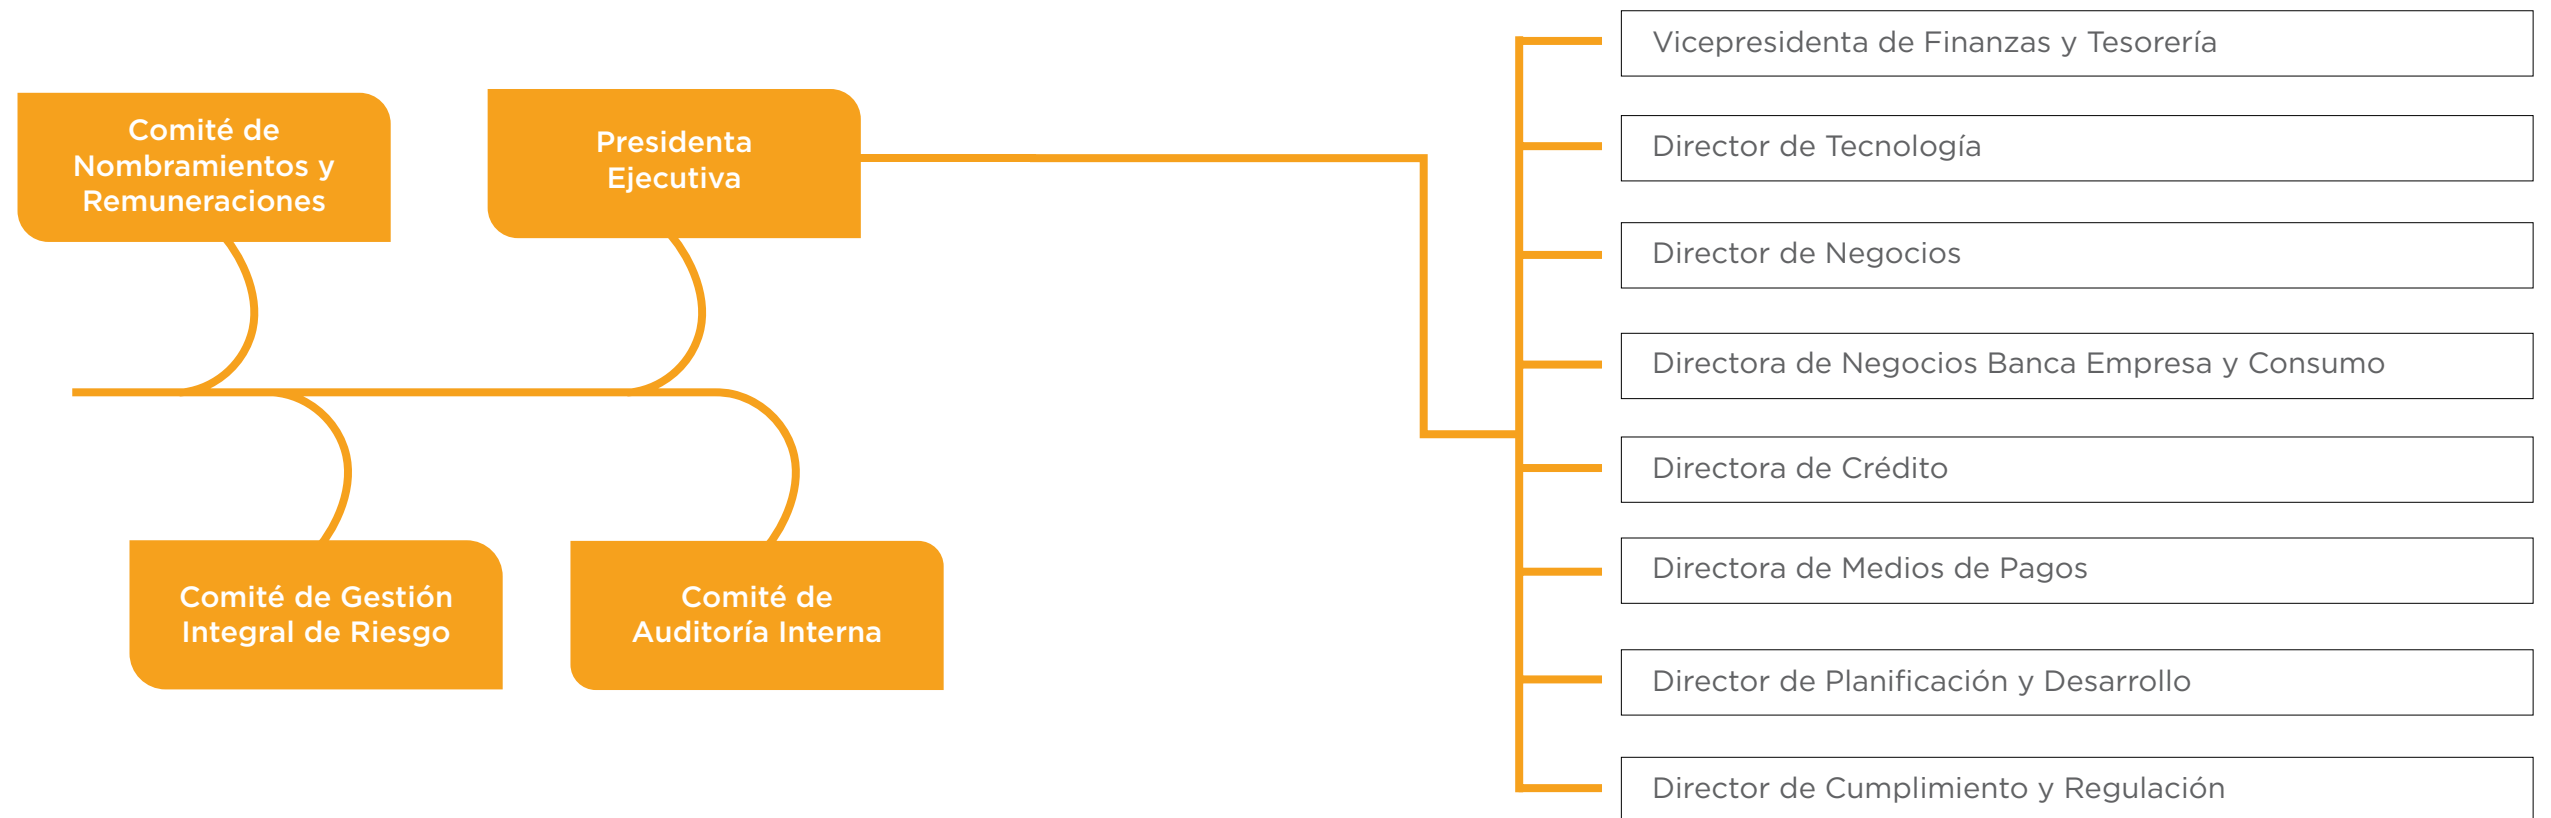 Comité de
Nombramientos y
Remuneraciones
Presidenta
Ejecutiva
Comité de Gestión
Integral de Riesgo
Comité de
Auditoría Interna
Vicepresidenta de Finanzas y Tesorería
Director de Tecnología
Director de Negocios
Directora de Negocios Banca Empresa y Consumo
Directora de Crédito
Directora de Medios de Pagos
Director de Planificación y Desarrollo
Director de Cumplimiento y Regulación